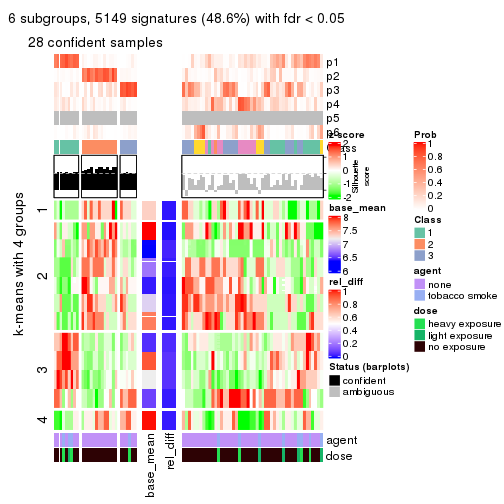 6 subgroups, 5149 signatures (48.6%) with fdr < 0.05
28 confident samples
p1
p2
p3
p4
p5
p6
Class
Silhouette
score
k-means with 4 groups
1
2
3
4
agent
dose
base_mean
rel_diff
z-score
2
1
0
-1
-2
base_mean
8
7.5
7
6.5
6
rel_diff
1
0.8
0.6
0.4
0.2
0
Status (barplots)
confident
ambiguous
Prob
1
0.8
0.6
0.4
0.2
0
Class
1
2
3
agent
none
tobacco smoke
dose
heavy exposure
light exposure
no exposure